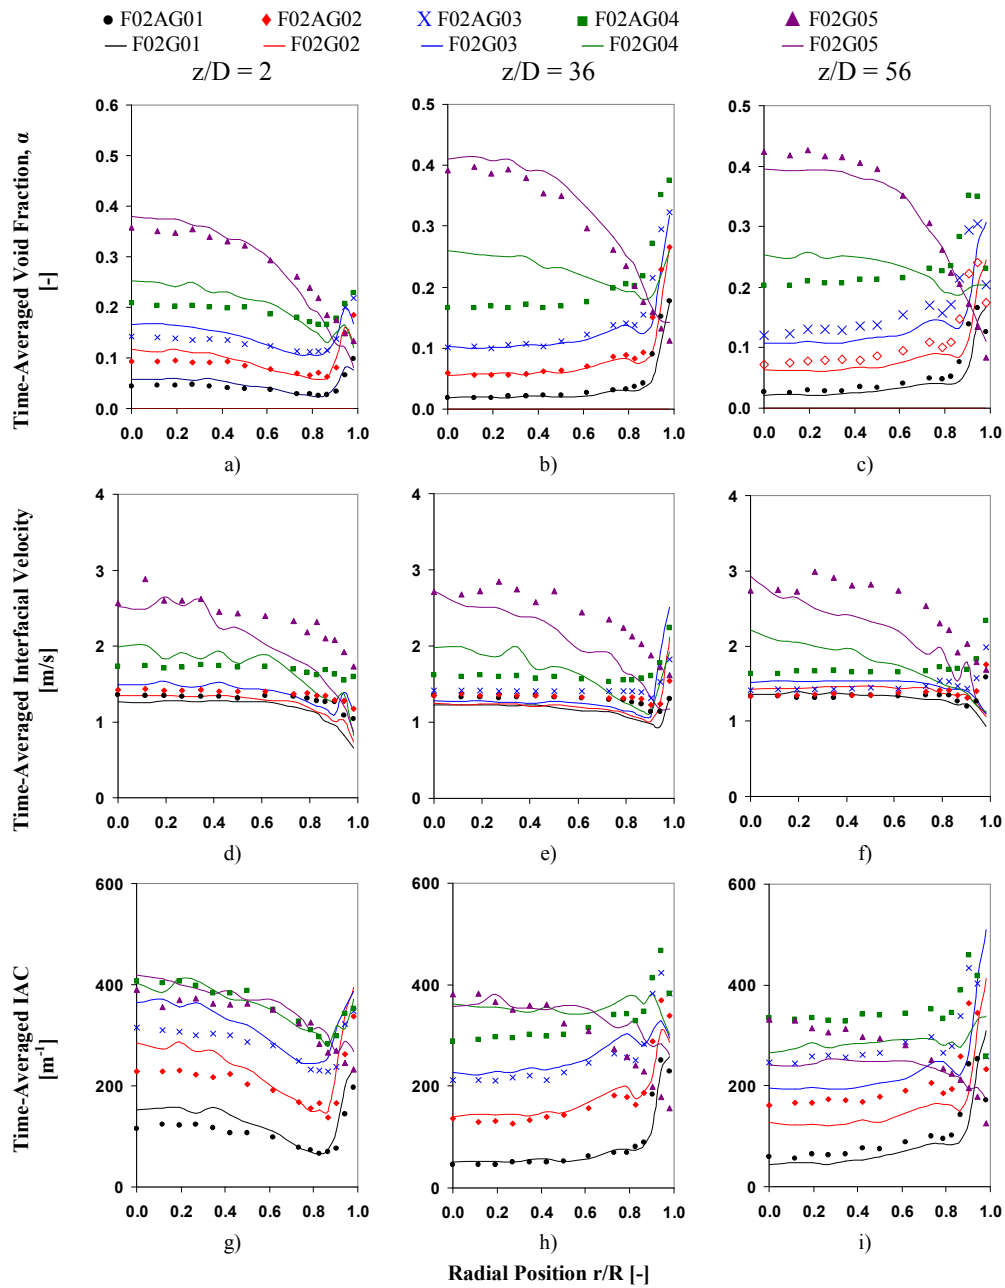 F02AG01 F02AG02 F02AG03 F02AG04 F02G05
F02G01 F02G02 F02G03 F02G04 F02G05
z/D = 2 z/D = 36 z/D = 56
Time-Averaged Void Fraction, α
[-]
0.6
0.5
0.4
0.3
0.2
0.1
0.0
0.0 0.2 0.4 0.6 0.8 1.0
a)
0.5
0.4
0.3
0.2
0.1
0.0
0.0 0.2 0.4 0.6 0.8 1.0
b)
0.5
0.4
0.3
0.2
0.1
0.0
0.0 0.2 0.4 0.6 0.8 1.0
c)
Time-Averaged Interfacial Velocity
[m/s]
4
3
2
1
0
0.0 0.2 0.4 0.6 0.8 1.0
d)
4
3
2
1
0
0.0 0.2 0.4 0.6 0.8 1.0
e)
4
3
2
1
0
0.0 0.2 0.4 0.6 0.8 1.0
f)
Time-Averaged IAC
[m⁻¹]
600
400
200
0
0.0 0.2 0.4 0.6 0.8 1.0
g)
600
400
200
0
0.0 0.2 0.4 0.6 0.8 1.0
h)
600
400
200
0
0.0 0.2 0.4 0.6 0.8 1.0
i)
Radial Position r/R [-]